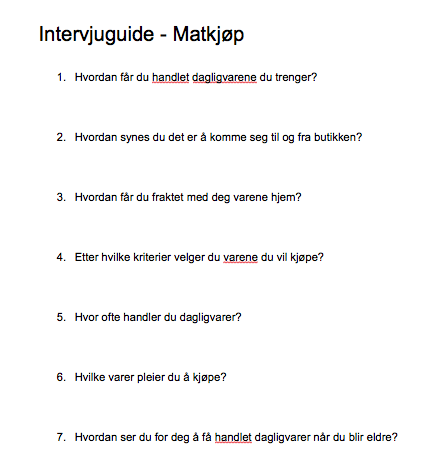 Intervjuguide - Matkjøp
1. Hvordan får du handlet dagligvarene du trenger?
2. Hvordan synes du det er å komme seg til og fra butikken?
3. Hvordan får du fraktet med deg varene hjem?
4. Etter hvilke kriterier velger du varene du vil kjøpe?
5. Hvor ofte handler du dagligvarer?
6. Hvilke varer pleier du å kjøpe?
7. Hvordan ser du for deg å få handlet dagligvarer når du blir eldre?